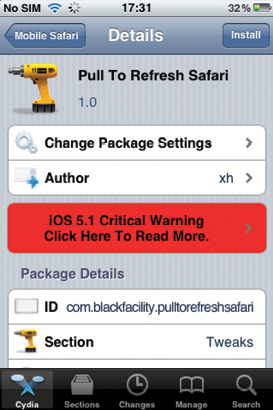 No SIM 17:31 32%
Mobile Safari Details Install
Pull To Refresh Safari
1.0
Change Package Settings
Author xh
iOS 5.1 Critical Warning
Click Here To Read More.
Package Details
ID com.blackfacility.pulltorefreshsafari
Section Tweaks
Cydia Sections Changes Manage Search